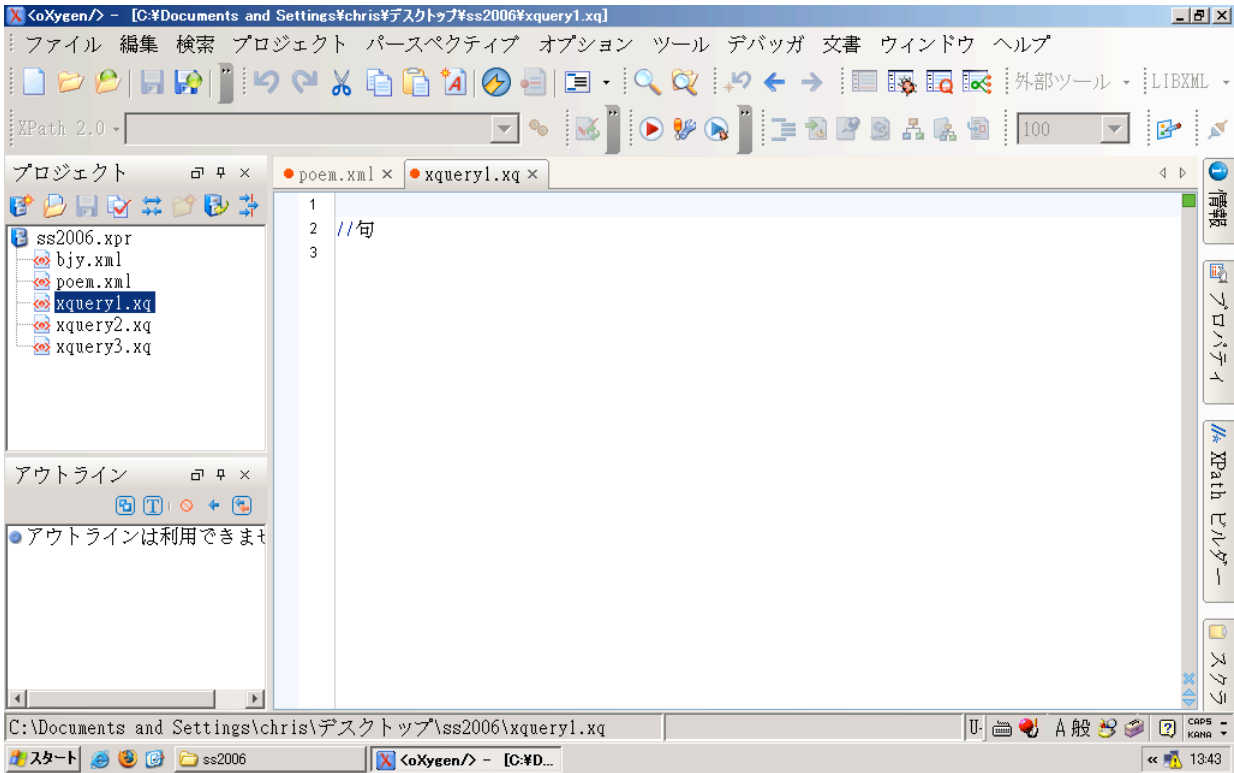 <oXygen/> - [C:¥Documents and Settings¥chris¥デスクトップ¥ss2006¥xquery1.xq]
ファイル 編集 検索 プロジェクト パースペクティブ オプション ツール デバッガ 文書 ウィンドウ ヘルプ
外部ツール LIBXML
XPath 2.0 100
プロジェクト
poem.xml xquery1.xq
ss2006.xpr
bjy.xml
poem.xml
xquery1.xq
xquery2.xq
xquery3.xq
1
2 //句
3
アウトライン
アウトラインは利用できませ
情報
プロパティ
XPath ビルダー
スクラ
C:\Documents and Settings\chris\デスクトップ\ss2006\xquery1.xq
A 般 CAPS
KANA
スタート ss2006 <oXygen/> - [C:¥D... 13:43